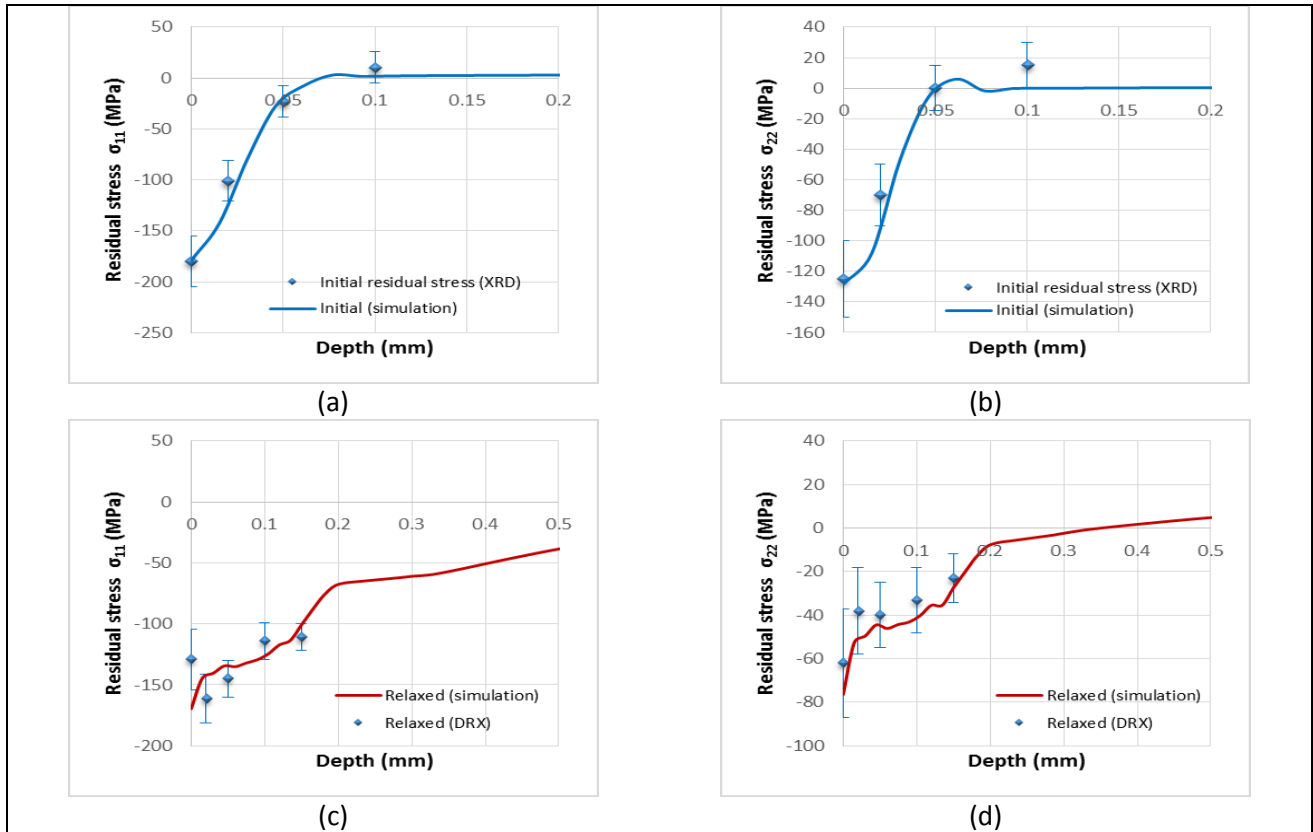 50
0
-50
-100
-150
-200
-250
0
0.05
0.1
0.15
0.2
Residual stress σ11 (MPa)
Initial residual stress (XRD)
Initial (simulation)
Depth (mm)
(a)
40
20
0
-20
-40
-60
-80
-100
-120
-140
-160
0
0.05
0.1
0.15
0.2
Residual stress σ22 (MPa)
Initial residual stress (XRD)
Initial (simulation)
Depth (mm)
(b)
50
0
-50
-100
-150
-200
0
0.1
0.2
0.3
0.4
0.5
Residual stress σ11 (MPa)
Relaxed (simulation)
Relaxed (DRX)
Depth (mm)
(c)
40
20
0
-20
-40
-60
-80
-100
0
0.1
0.2
0.3
0.4
0.5
Residual stress σ22 (MPa)
Relaxed (simulation)
Relaxed (DRX)
Depth (mm)
(d)